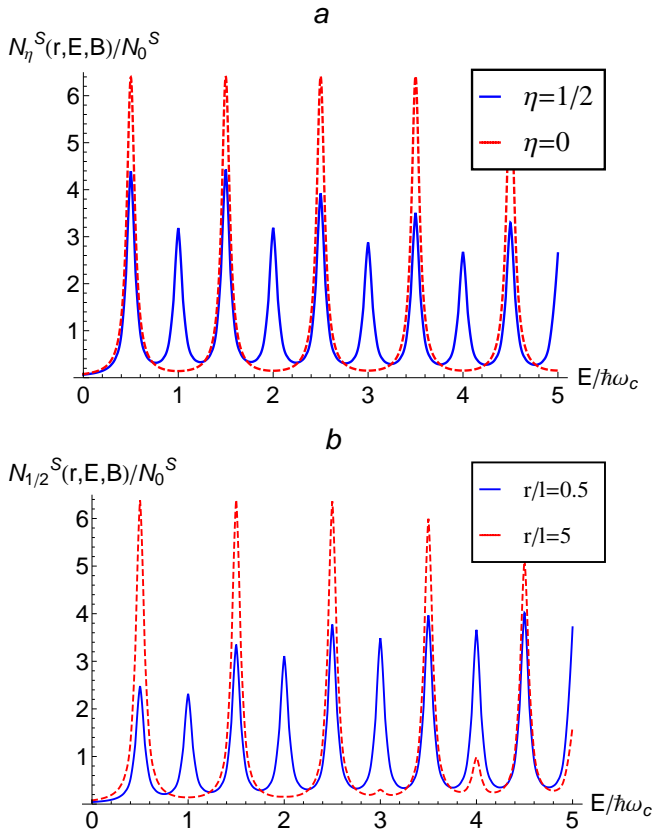 a
N_η^S(r,E,B)/N_0^S
6
5
4
3
2
1
0 1 2 3 4 5
E/ħω_c
η=1/2
η=0
b
N_{1/2}^S(r,E,B)/N_0^S
6
5
4
3
2
1
0 1 2 3 4 5
E/ħω_c
r/l=0.5
r/l=5